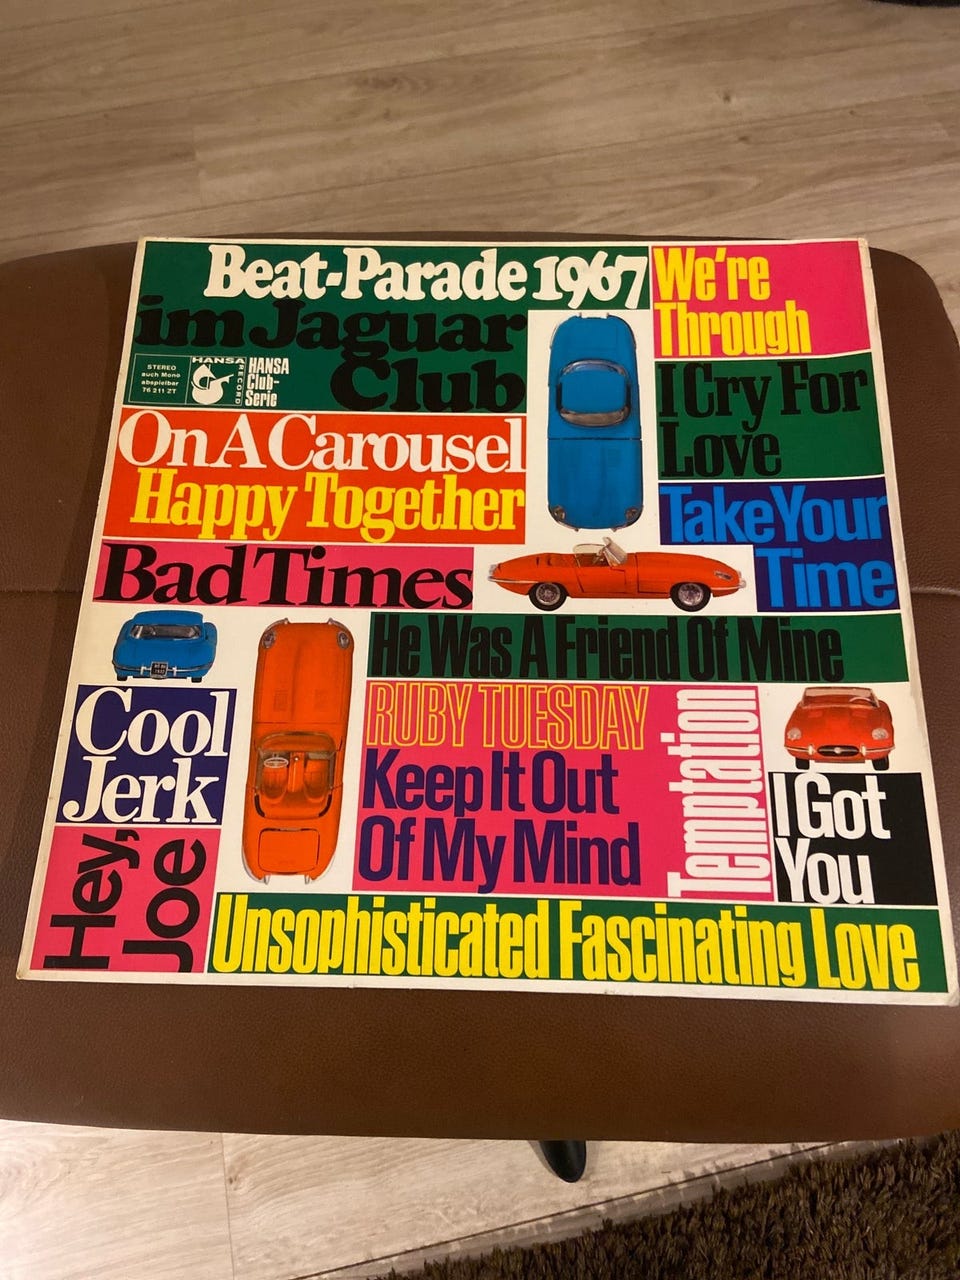 Beat-Parade 1967
im Jaguar
Club
STEREO
auch Mono
abspielbar
76 211 ZT
HANSA
RECORD
HANSA
Club-
Serie
We're
Through
I Cry For
Love
On A Carousel
Happy Together
Take Your
Time
Bad Times
He Was A Friend Of Mine
Cool
Jerk
RUBY TUESDAY
Keep It Out
Of My Mind
Temptation
I Got
You
Hey,
Joe
Unsophisticated Fascinating Love